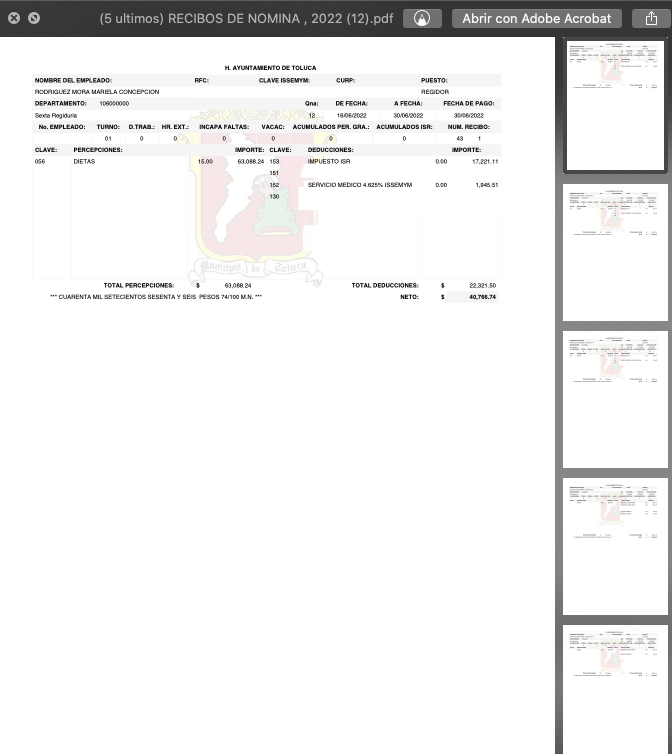 (5 ultimos) RECIBOS DE NOMINA , 2022 (12).pdf
Abrir con Adobe Acrobat
H. AYUNTAMIENTO DE TOLUCA
NOMBRE DEL EMPLEADO: RFC: CLAVE ISSEMYM: CURP: PUESTO:
RODRIGUEZ MORA MARIELA CONCEPCION REGIDOR
DEPARTAMENTO: 106000000 Qna: DE FECHA: A FECHA: FECHA DE PAGO:
Sexta Regiduria 12 16/06/2022 30/06/2022 30/06/2022
No. EMPLEADO: TURNO: D.TRAB.: HR. EXT.: INCAPA FALTAS: VACAC: ACUMULADOS PER. GRA.: ACUMULADOS ISR: NUM. RECIBO:
01 0 0 0 0 0 0 43 1
CLAVE: PERCEPCIONES: IMPORTE: CLAVE: DEDUCCIONES: IMPORTE:
056 DIETAS 15.00 63,088.24 153 IMPUESTO ISR 0.00 17,221.11
151
152 SERVICIO MEDICO 4.625% ISSEMYM 0.00 1,945.51
130
Municipio de Toluca
TOTAL PERCEPCIONES: $ 63,088.24 TOTAL DEDUCCIONES: $ 22,321.50
*** CUARENTA MIL SETECIENTOS SESENTA Y SEIS PESOS 74/100 M.N. *** NETO: $ 40,766.74